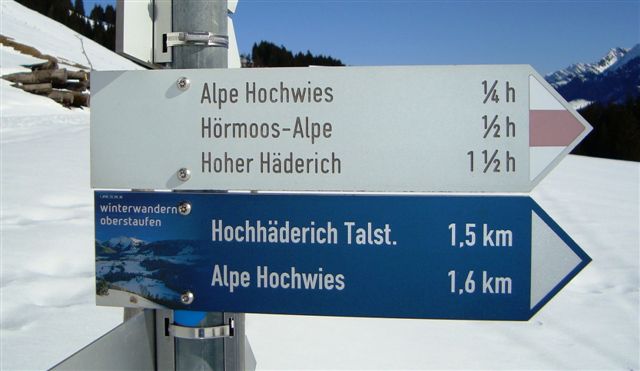 Alpe Hochwies ¼ h
Hörmoos-Alpe ½ h
Hoher Häderich 1 ½ h
winterwandern
oberstaufen
Hochhäderich Talst. 1,5 km
Alpe Hochwies 1,6 km